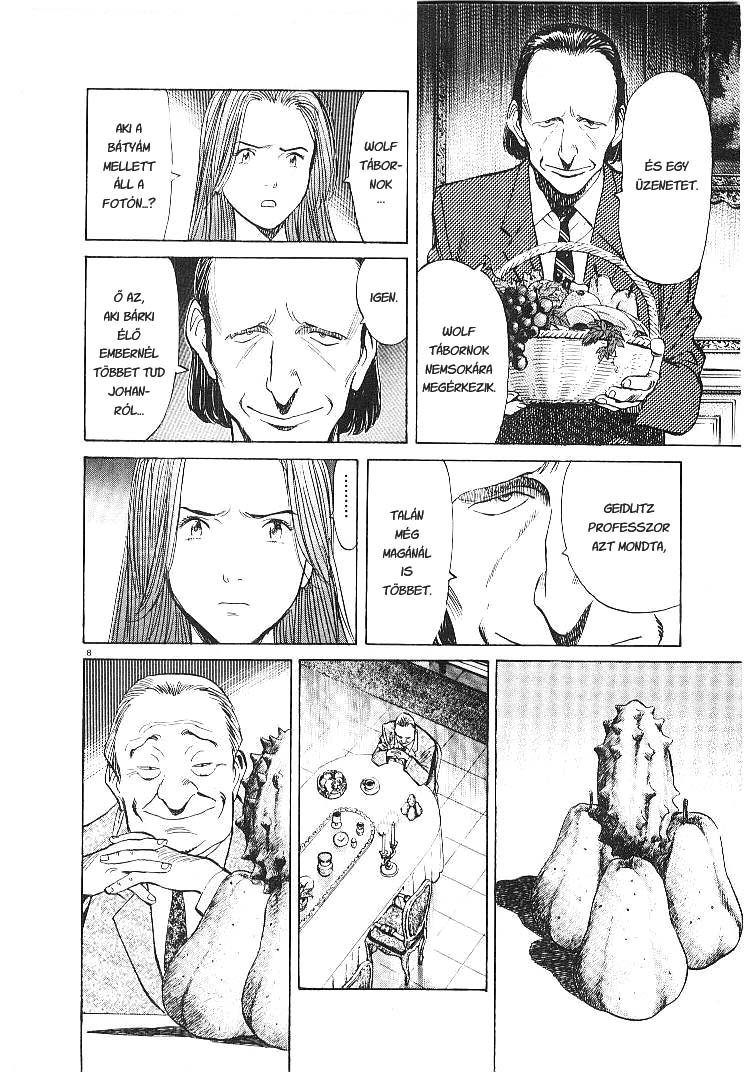 ÉS EGY
ÜZENETET.
WOLF
TÁBORNOK
NEMSOKÁRA
MEGÉRKEZIK.
WOLF
TÁBOR-
NOK
...
AKI A
BÁTYÁM
MELLETT
ÁLL A
FOTÓN...?
IGEN.
Ő AZ,
AKI BÁRKI
ÉLŐ
EMBERNÉL
TÖBBET TUD
JOHAN-
RÓL...
GEIDLITZ
PROFESSZOR
AZT MONDTA,
TALÁN
MÉG
MAGÁNÁL
IS
TÖBBET.
........
8